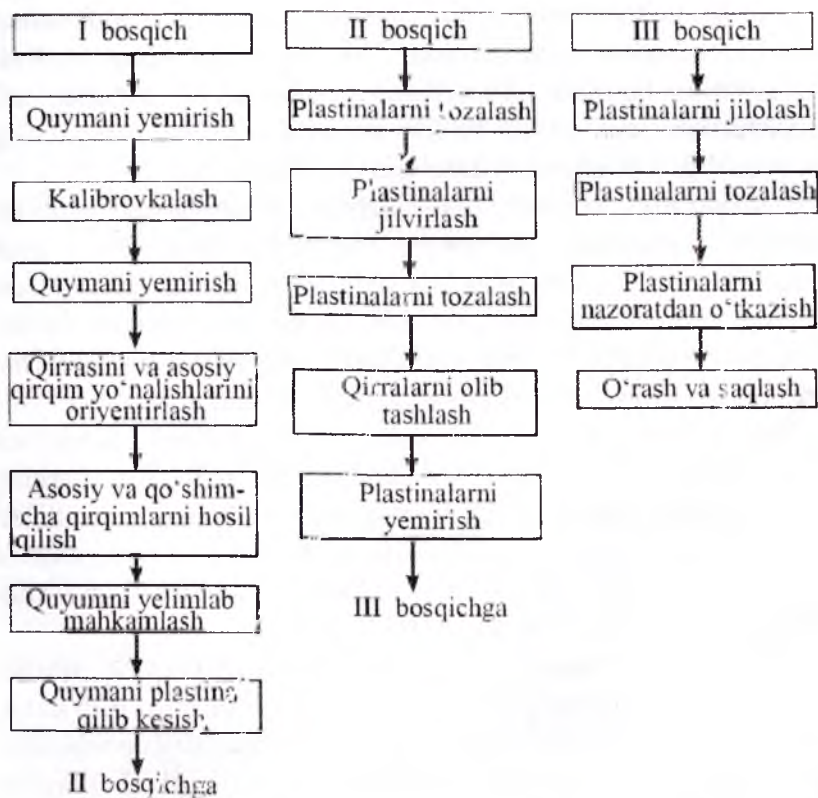 I bosqich
Quymani yemirish
Kalibrovkalash
Quymani yemirish
Qirrasini va asosiy
qirqim yo‘nalishlarini
oriyentirlash
Asosiy va qo‘shim-
cha qirqimlarni hosil
qilish
Quyumni yelimlab
mahkamlash
Quymani plastina
qilib kesish
II bosqichga
II bosqich
Plastinalarni tozalash
Plastinalarni
jilvirlash
Plastinalarni tozalash
Qirralarni olib
tashlash
Plastinalarni
yemirish
III bosqichga
III bosqich
Plastinalarni jilolash
Plastinalarni tozalash
Plastinalarni
nazoratdan o‘tkazish
O‘rash va saqlash